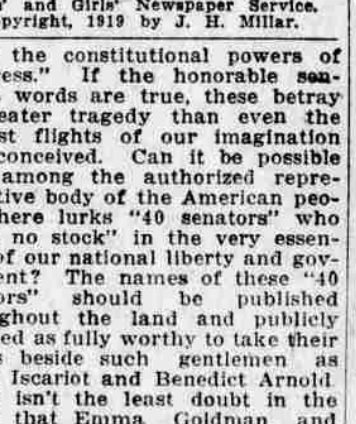 and Girls' Newspaper Service.
pyright, 1919 by J. H. Millar.
the constitutional powers of
ress." If the honorable sen-
words are true, these betray
eater tragedy than even the
st flights of our imagination
conceived. Can it be possible
among the authorized repre-
tive body of the American peo-
here lurks "40 senators" who
no stock" in the very essen-
of our national liberty and gov-
ent? The names of these "40
ors" should be published
ghout the land and publicly
ed as fully worthy to take their
s beside such gentlemen as
Iscariot and Benedict Arnold
isn't the least doubt in the
that Emma Goldman and